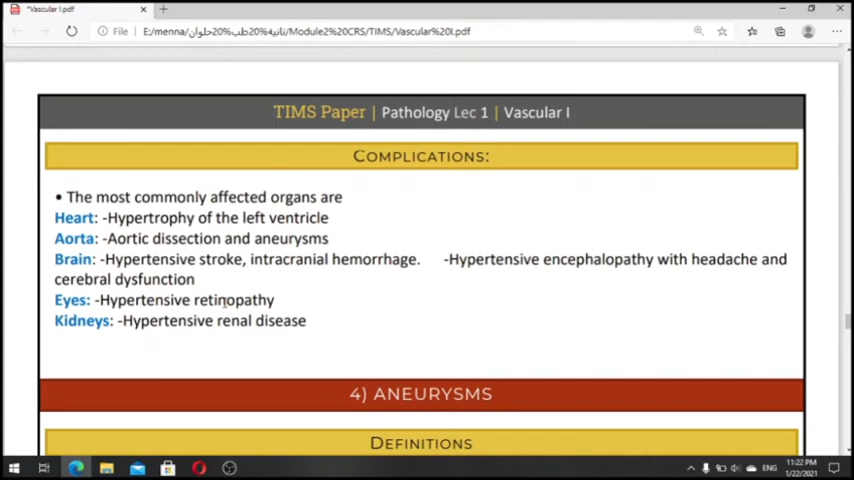 *Vascular I.pdf
File | E:/menna/ثانية%20طب%20حلوان/Module2%20CRS/TIMS/Vascular%20I.pdf
TIMS Paper | Pathology Lec 1 | Vascular I
COMPLICATIONS:
• The most commonly affected organs are
Heart: -Hypertrophy of the left ventricle
Aorta: -Aortic dissection and aneurysms
Brain: -Hypertensive stroke, intracranial hemorrhage. -Hypertensive encephalopathy with headache and
cerebral dysfunction
Eyes: -Hypertensive retinopathy
Kidneys: -Hypertensive renal disease
4) ANEURYSMS
DEFINITIONS
ENG
11:22 PM
1/22/2021